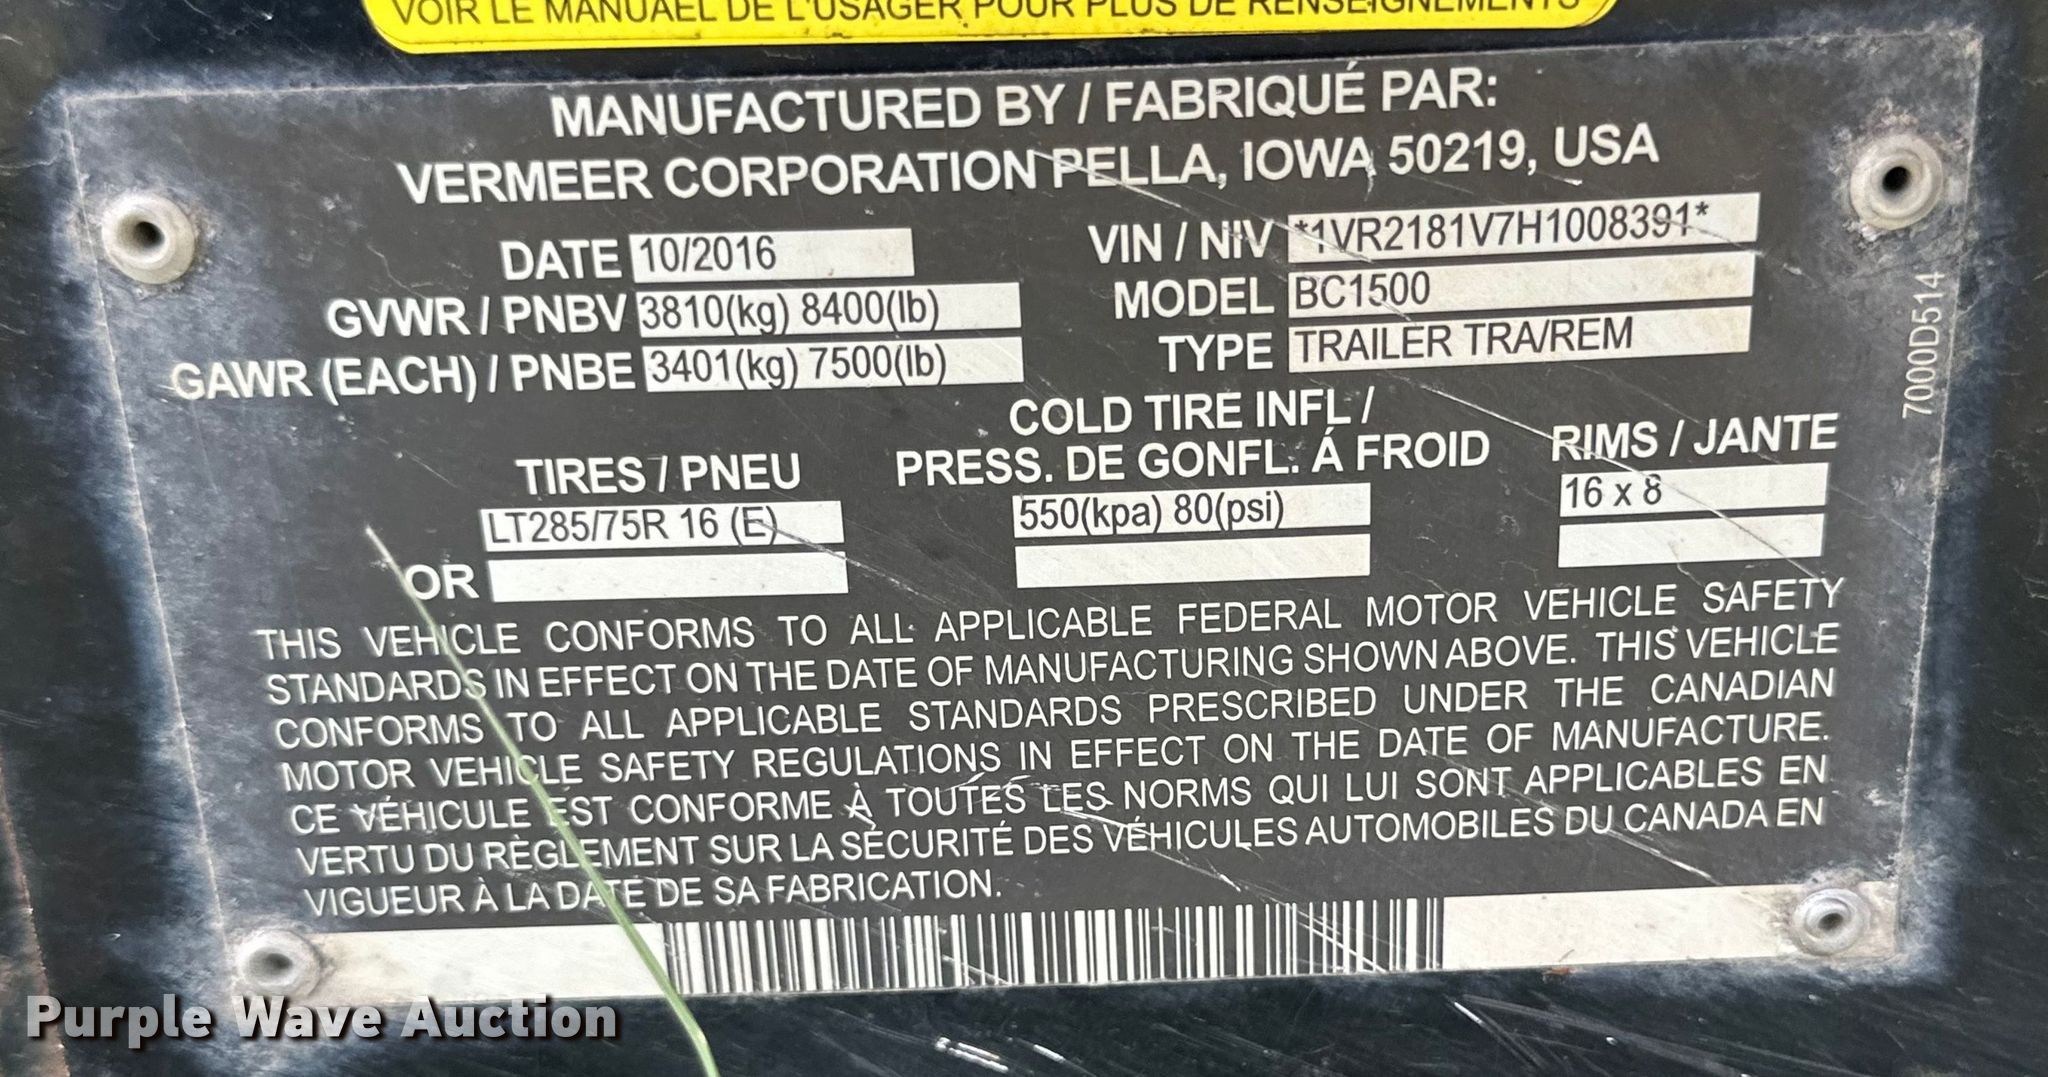 VOIR LE MANUAEL DE L'USAGER POUR PLUS DE RENSEIGNEMENTS
MANUFACTURED BY / FABRIQUÉ PAR:
VERMEER CORPORATION PELLA, IOWA 50219, USA
DATE 10/2016
VIN / NIV *1VR2181V7H1008391*
GVWR / PNBV 3810(kg) 8400(lb)
MODEL BC1500
GAWR (EACH) / PNBE 3401(kg) 7500(lb)
TYPE TRAILER TRA/REM
7000D514
TIRES / PNEU
COLD TIRE INFL /
PRESS. DE GONFL. Á FROID
RIMS / JANTE
LT285/75R 16 (E) 550(kpa) 80(psi) 16 x 8
OR
THIS VEHICLE CONFORMS TO ALL APPLICABLE FEDERAL MOTOR VEHICLE SAFETY
STANDARDS IN EFFECT ON THE DATE OF MANUFACTURING SHOWN ABOVE. THIS VEHICLE
CONFORMS TO ALL APPLICABLE STANDARDS PRESCRIBED UNDER THE CANADIAN
MOTOR VEHICLE SAFETY REGULATIONS IN EFFECT ON THE DATE OF MANUFACTURE.
CE VÉHICULE EST CONFORME À TOUTES LES NORMS QUI LUI SONT APPLICABLES EN
VERTU DU RÈGLEMENT SUR LA SÉCURITÉ DES VÉHICULES AUTOMOBILES DU CANADA EN
VIGUEUR À LA DATE DE SA FABRICATION.
Purple Wave Auction